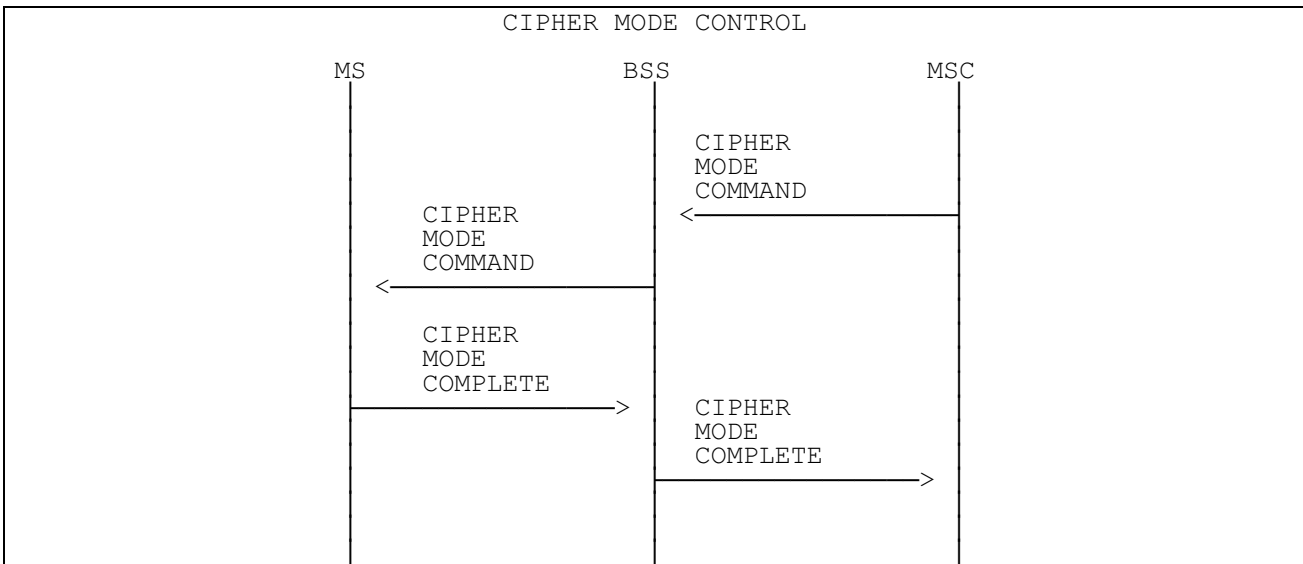 CIPHER MODE CONTROL
MS BSS MSC
CIPHER
MODE
COMMAND
CIPHER
MODE
COMMAND
CIPHER
MODE
COMPLETE
CIPHER
MODE
COMPLETE